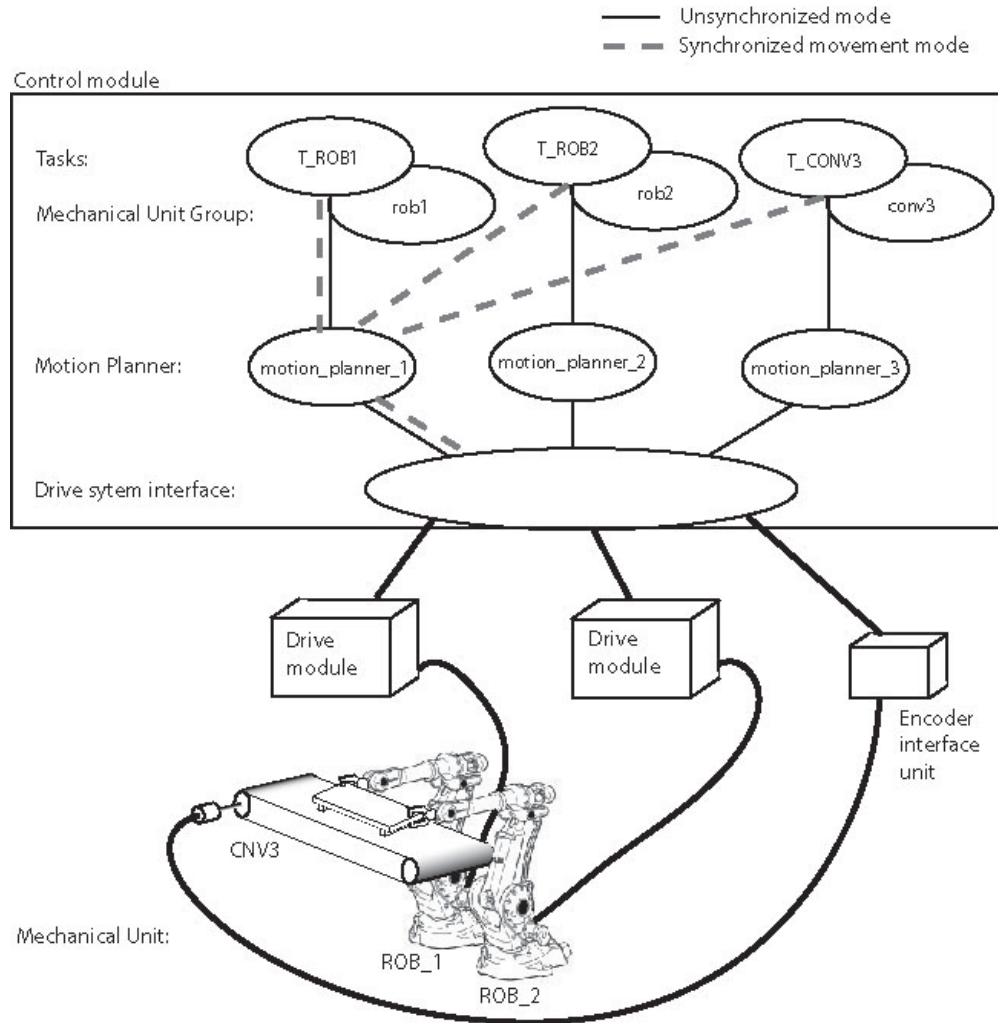 Unsynchronized mode
Synchronized movement mode
Control module
Tasks:
T_ROB1
T_ROB2
T_CONV3
Mechanical Unit Group:
rob1
rob2
conv3
Motion Planner:
motion_planner_1
motion_planner_2
motion_planner_3
Drive sytem interface:
Drive
module
Drive
module
Encoder
interface
unit
CNV3
Mechanical Unit:
ROB_1
ROB_2